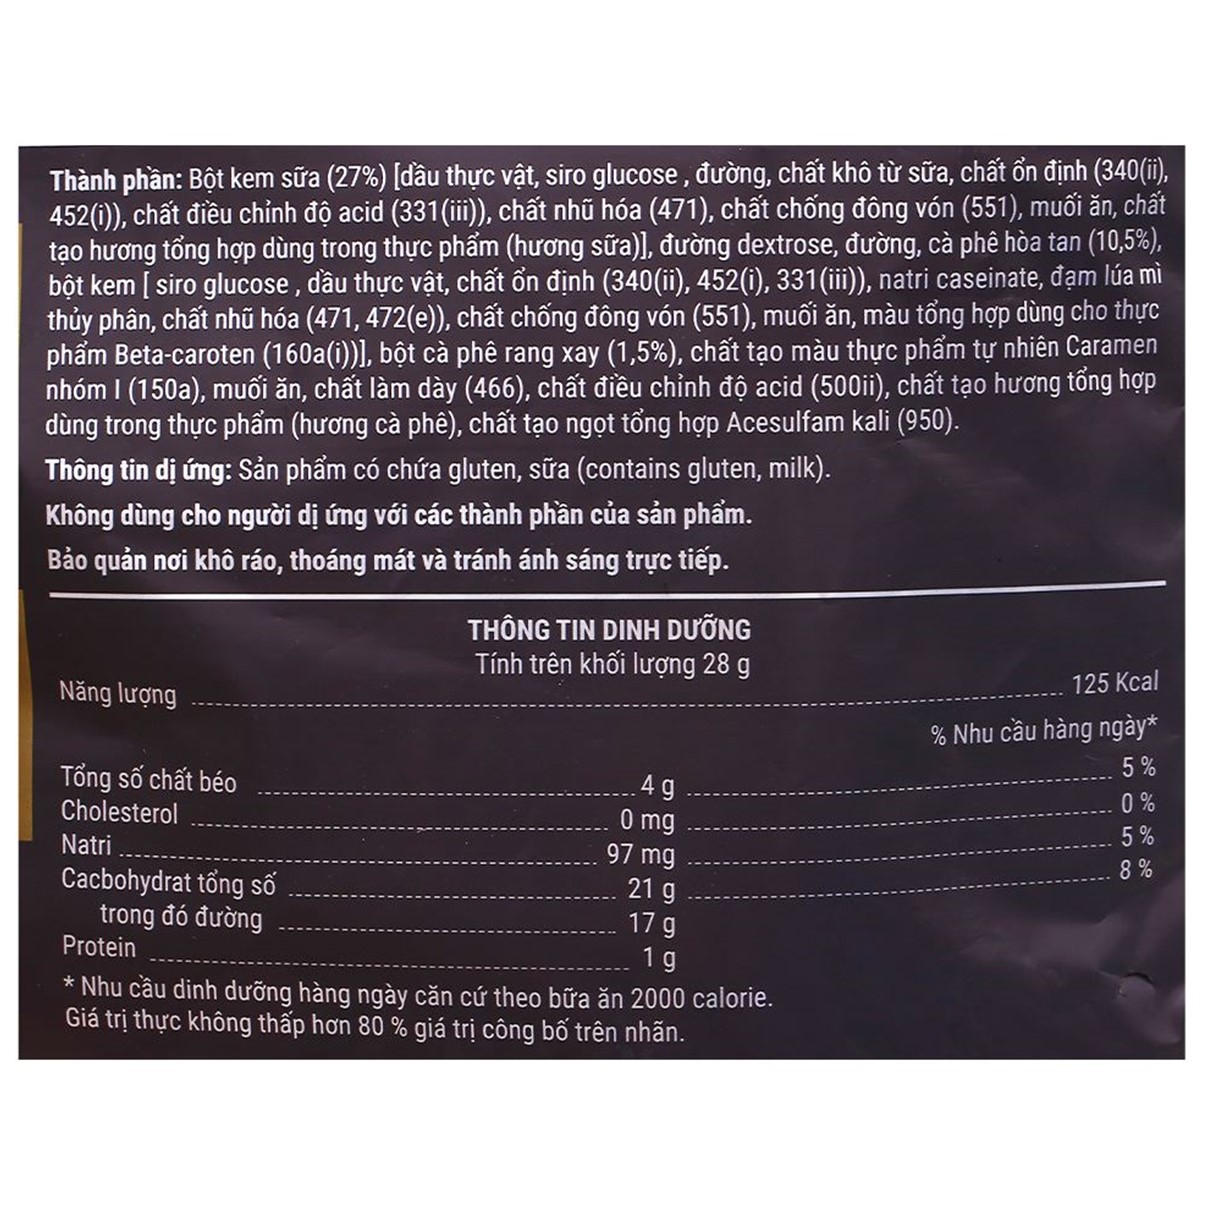 Thành phần: Bột kem sữa (27%) [dầu thực vật, siro glucose , đường, chất khô từ sữa, chất ổn định (340(ii),
452(i)), chất điều chỉnh độ acid (331(iii)), chất nhũ hóa (471), chất chống đông vón (551), muối ăn, chất
tạo hương tổng hợp dùng trong thực phẩm (hương sữa)], đường dextrose, đường, cà phê hòa tan (10,5%),
bột kem [ siro glucose , dầu thực vật, chất ổn định (340(ii), 452(i), 331(iii)), natri caseinate, đạm lúa mì
thủy phân, chất nhũ hóa (471, 472(e)), chất chống đông vón (551), muối ăn, màu tổng hợp dùng cho thực
phẩm Beta-caroten (160a(i))], bột cà phê rang xay (1,5%), chất tạo màu thực phẩm tự nhiên Caramen
nhóm I (150a), muối ăn, chất làm dày (466), chất điều chỉnh độ acid (500ii), chất tạo hương tổng hợp
dùng trong thực phẩm (hương cà phê), chất tạo ngọt tổng hợp Acesulfam kali (950).
Thông tin dị ứng: Sản phẩm có chứa gluten, sữa (contains gluten, milk).
Không dùng cho người dị ứng với các thành phần của sản phẩm.
Bảo quản nơi khô ráo, thoáng mát và tránh ánh sáng trực tiếp.
THÔNG TIN DINH DƯỠNG
Tính trên khối lượng 28 g
Năng lượng 125 Kcal
% Nhu cầu hàng ngày*
Tổng số chất béo 4 g 5 %
Cholesterol 0 mg 0 %
Natri 97 mg 5 %
Cacbohydrat tổng số 21 g 8 %
trong đó đường 17 g
Protein 1 g
* Nhu cầu dinh dưỡng hàng ngày căn cứ theo bữa ăn 2000 calorie.
Giá trị thực không thấp hơn 80 % giá trị công bố trên nhãn.